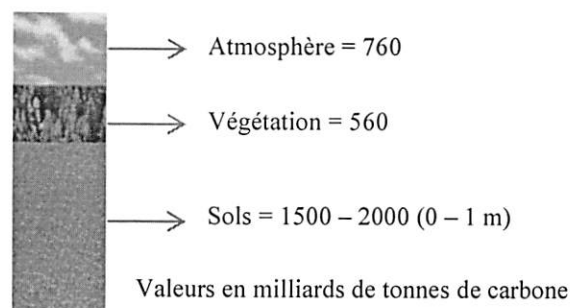 Atmosphère = 760
Végétation = 560
Sols = 1500 – 2000 (0 – 1 m)
Valeurs en milliards de tonnes de carbone